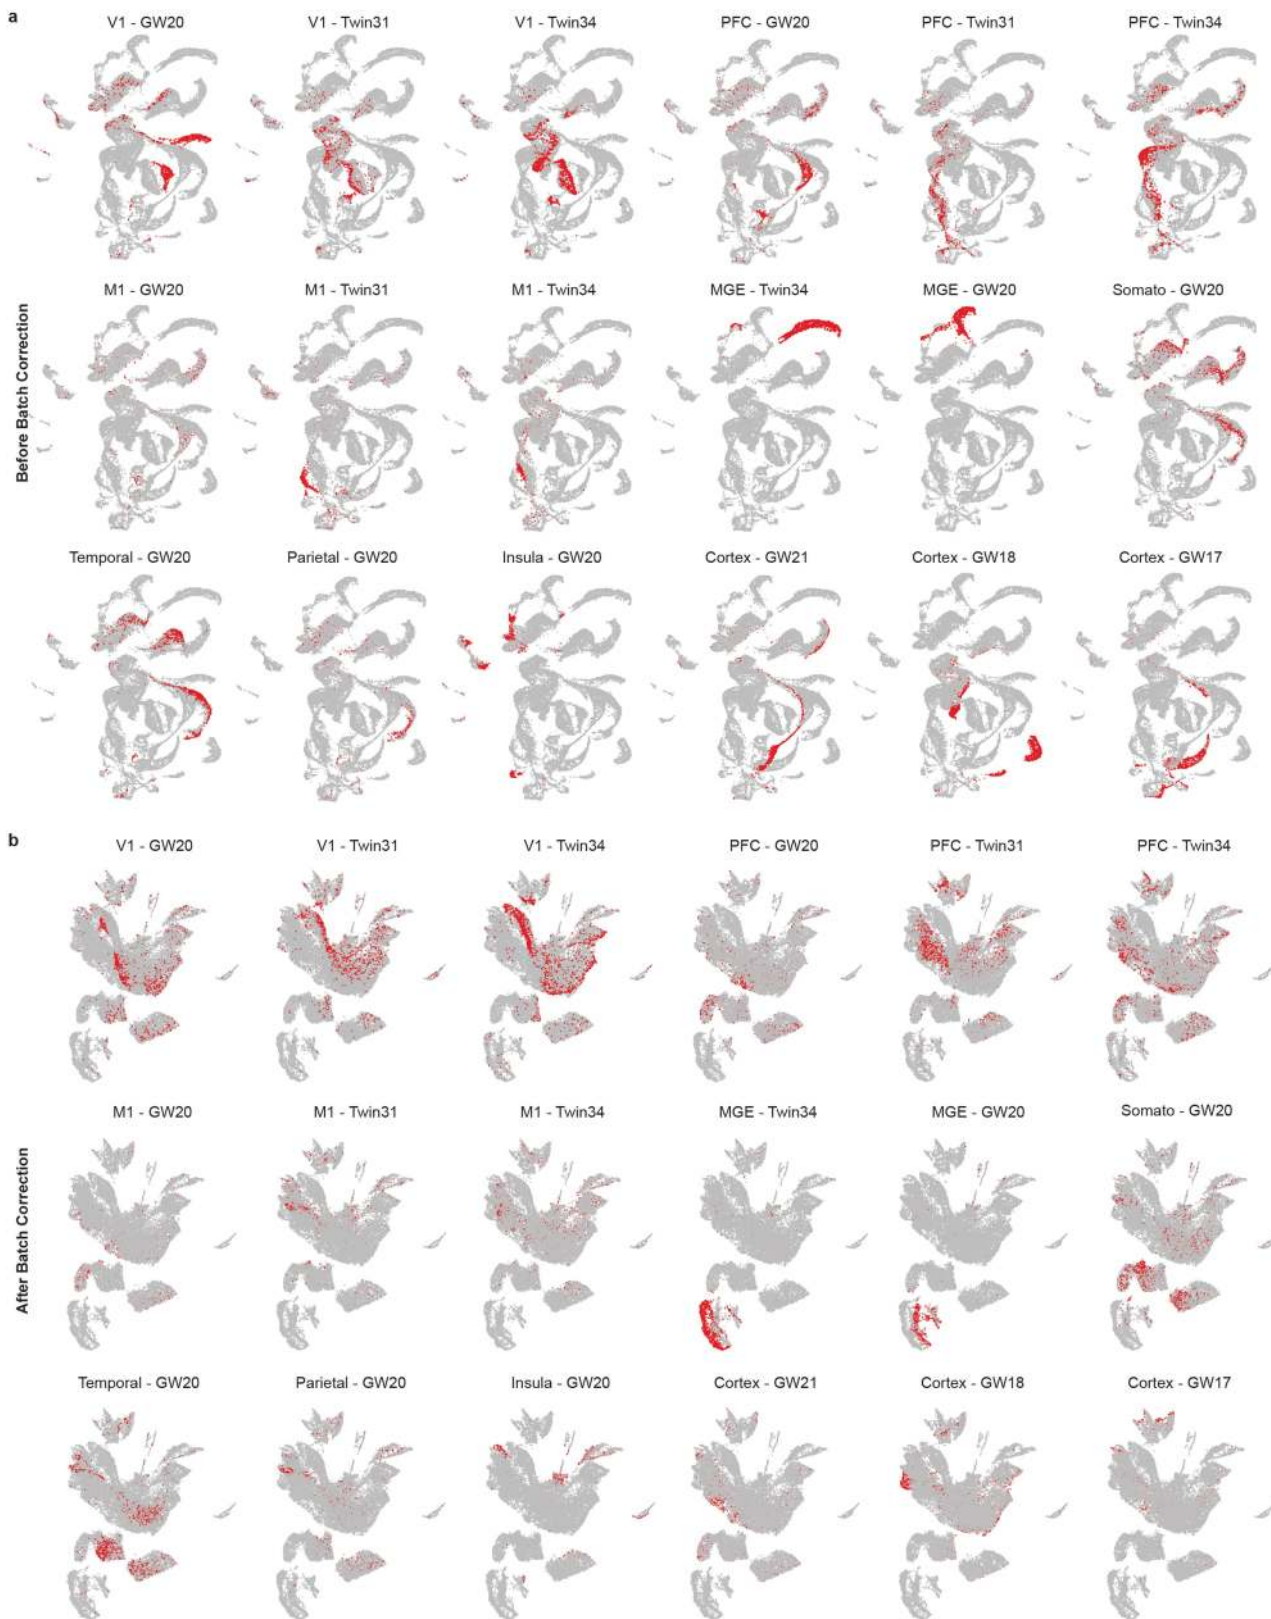 a
V1 - GW20
V1 - Twin31
V1 - Twin34
PFC - GW20
PFC - Twin31
PFC - Twin34
Before Batch Correction
M1 - GW20
M1 - Twin31
M1 - Twin34
MGE - Twin34
MGE - GW20
Somato - GW20
Temporal - GW20
Parietal - GW20
Insula - GW20
Cortex - GW21
Cortex - GW18
Cortex - GW17
b
V1 - GW20
V1 - Twin31
V1 - Twin34
PFC - GW20
PFC - Twin31
PFC - Twin34
After Batch Correction
M1 - GW20
M1 - Twin31
M1 - Twin34
MGE - Twin34
MGE - GW20
Somato - GW20
Temporal - GW20
Parietal - GW20
Insula - GW20
Cortex - GW21
Cortex - GW18
Cortex - GW17